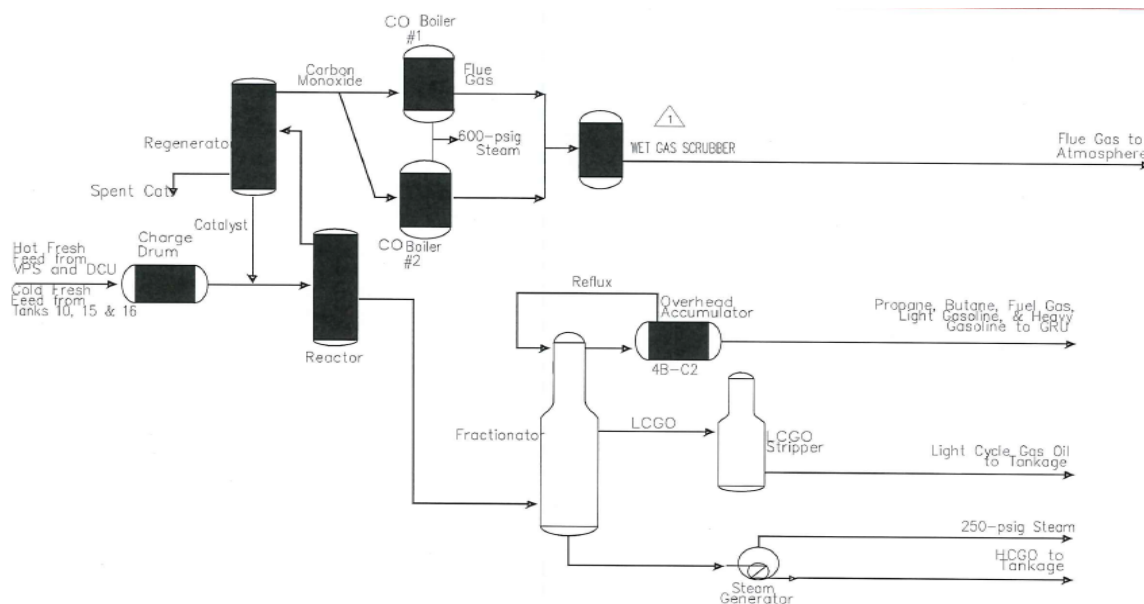 CO Boiler
#1
Carbon
Monoxide
Flue
Gas
1
Regenerator
600-psig
Steam
WET GAS SCRUBBER
Flue Gas to
Atmosphere
Spent Cat
Catalyst
CO Boiler
#2
Charge
Drum
Hot Fresh
Feed from
VPS and DCU
Cold Fresh
Feed from
Tanks 10, 15 & 16
Reactor
Reflux
Overhead
Accumulator
4B-C2
Propane, Butane, Fuel Gas,
Light Gasoline, & Heavy
Gasoline to GRU
Fractionator
LCGO
LCGO
Stripper
Light Cycle Gas Oil
to Tankage
250-psig Steam
HCGO to
Tankage
Steam
Generator